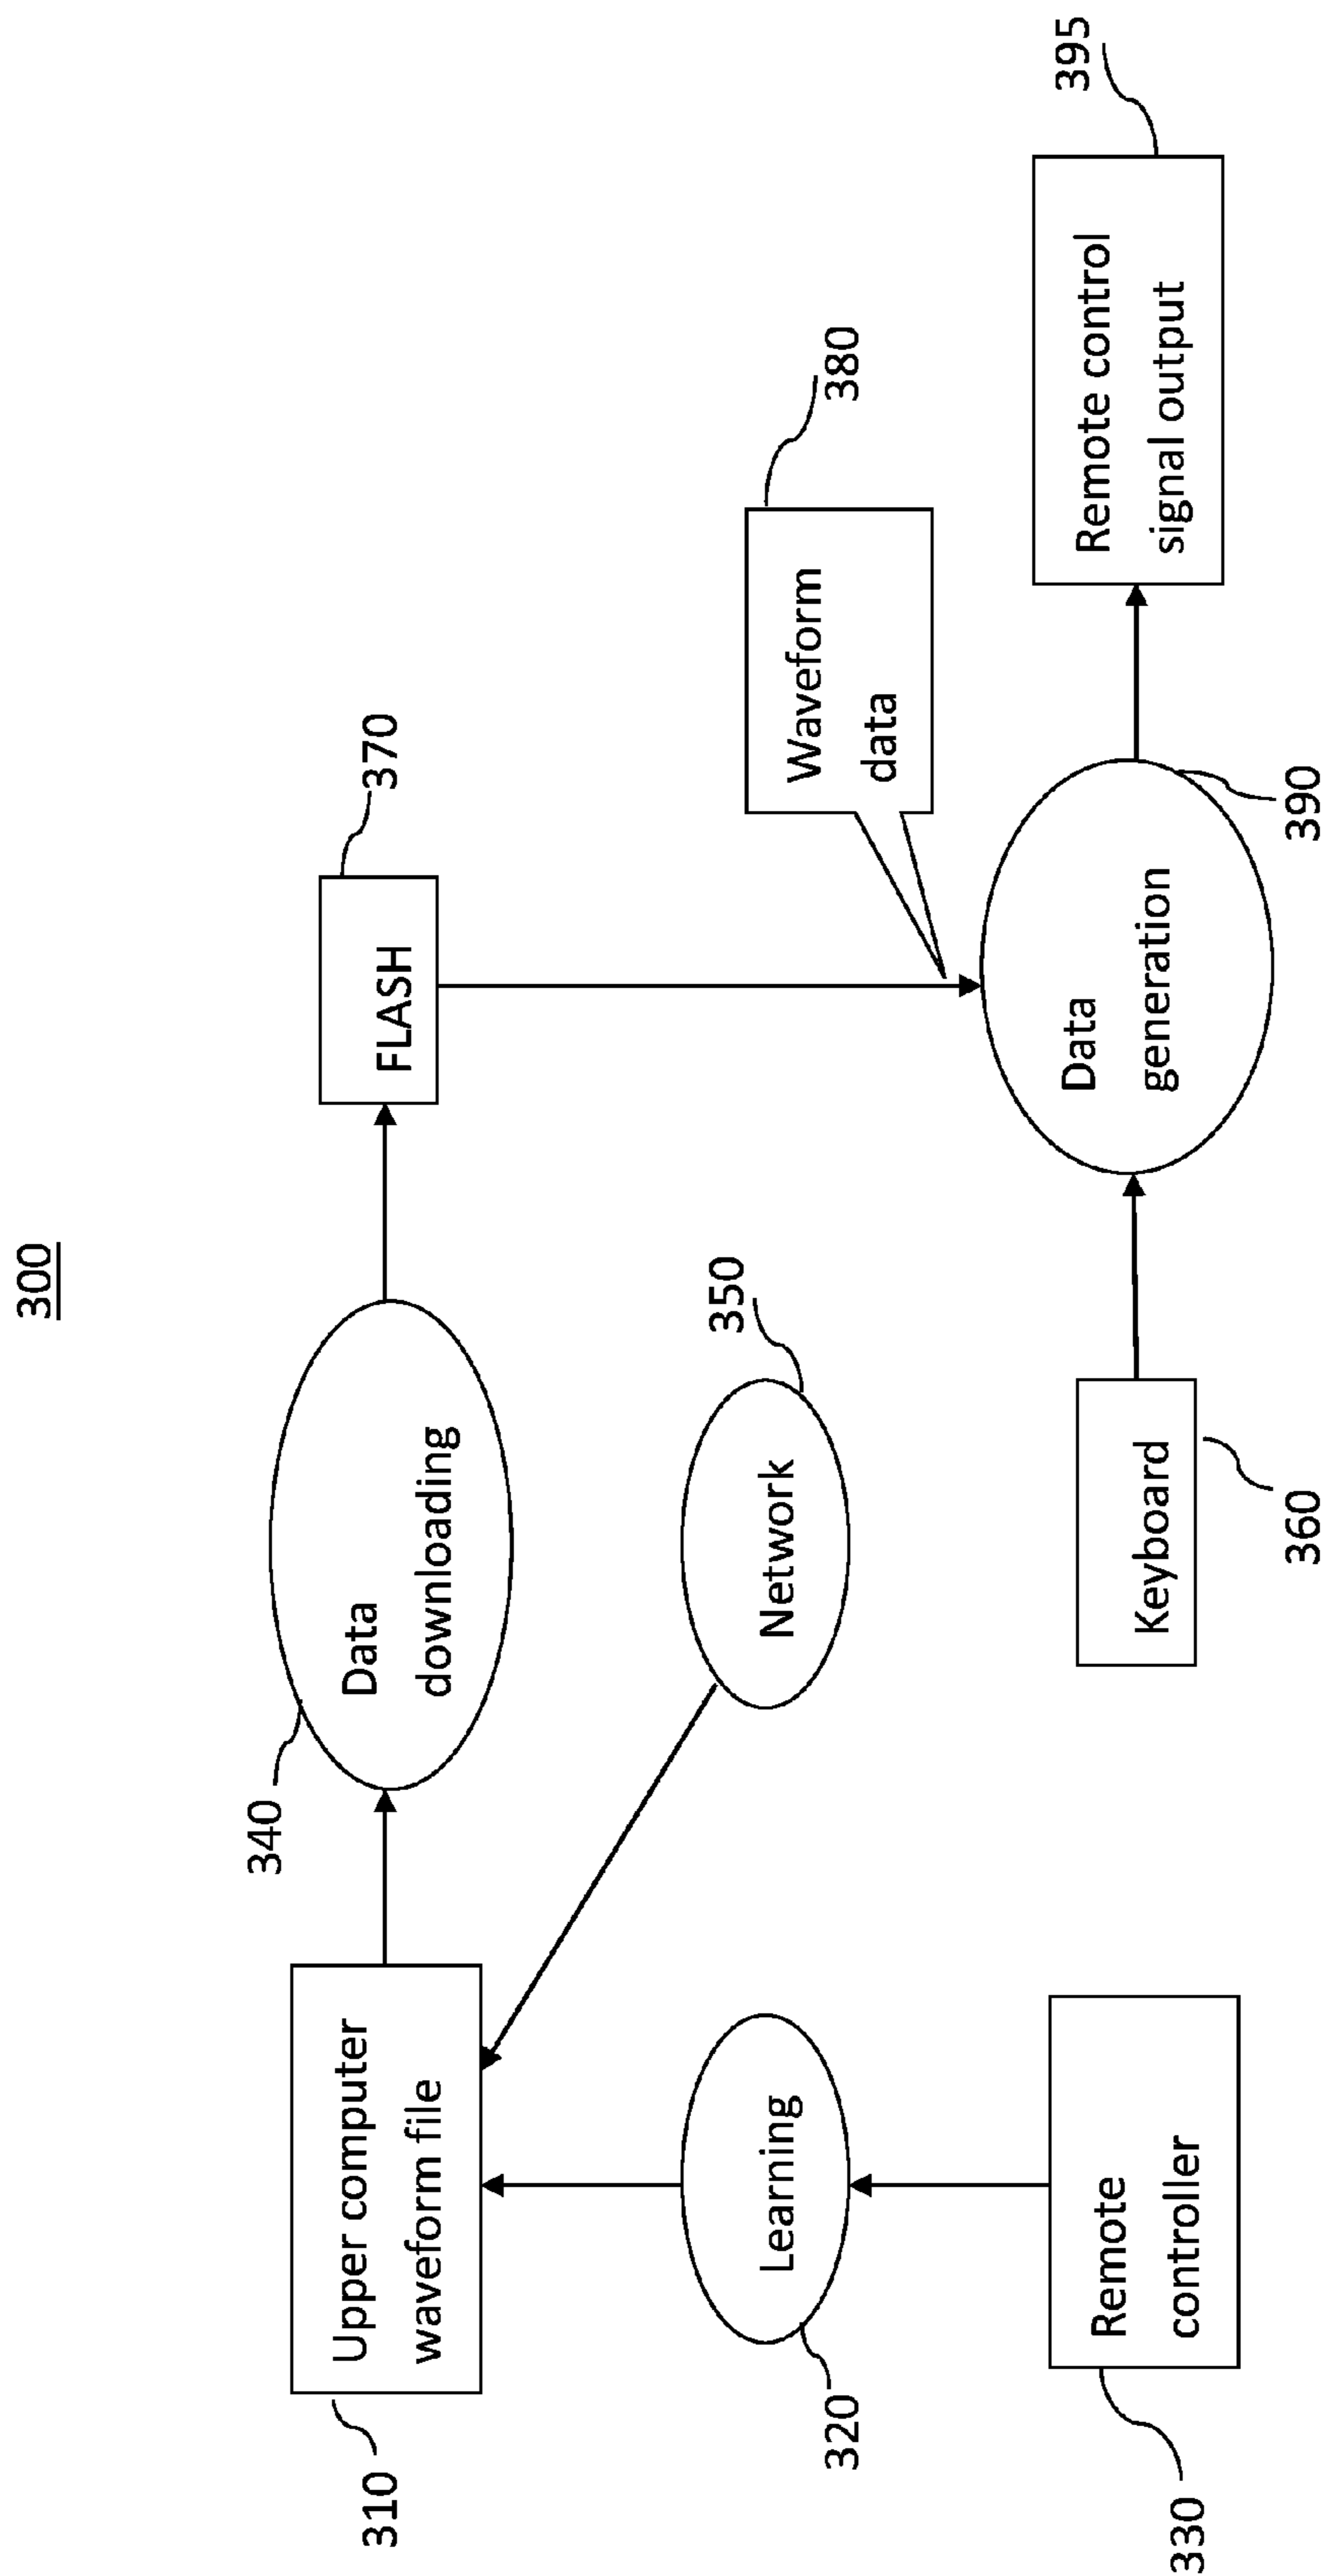 300
310
Upper computer
waveform file
340
Data
downloading
370
FLASH
320
Learning
350
Network
380
Waveform
data
330
Remote
controller
360
Keyboard
Data
generation
390
Remote control
signal output
395